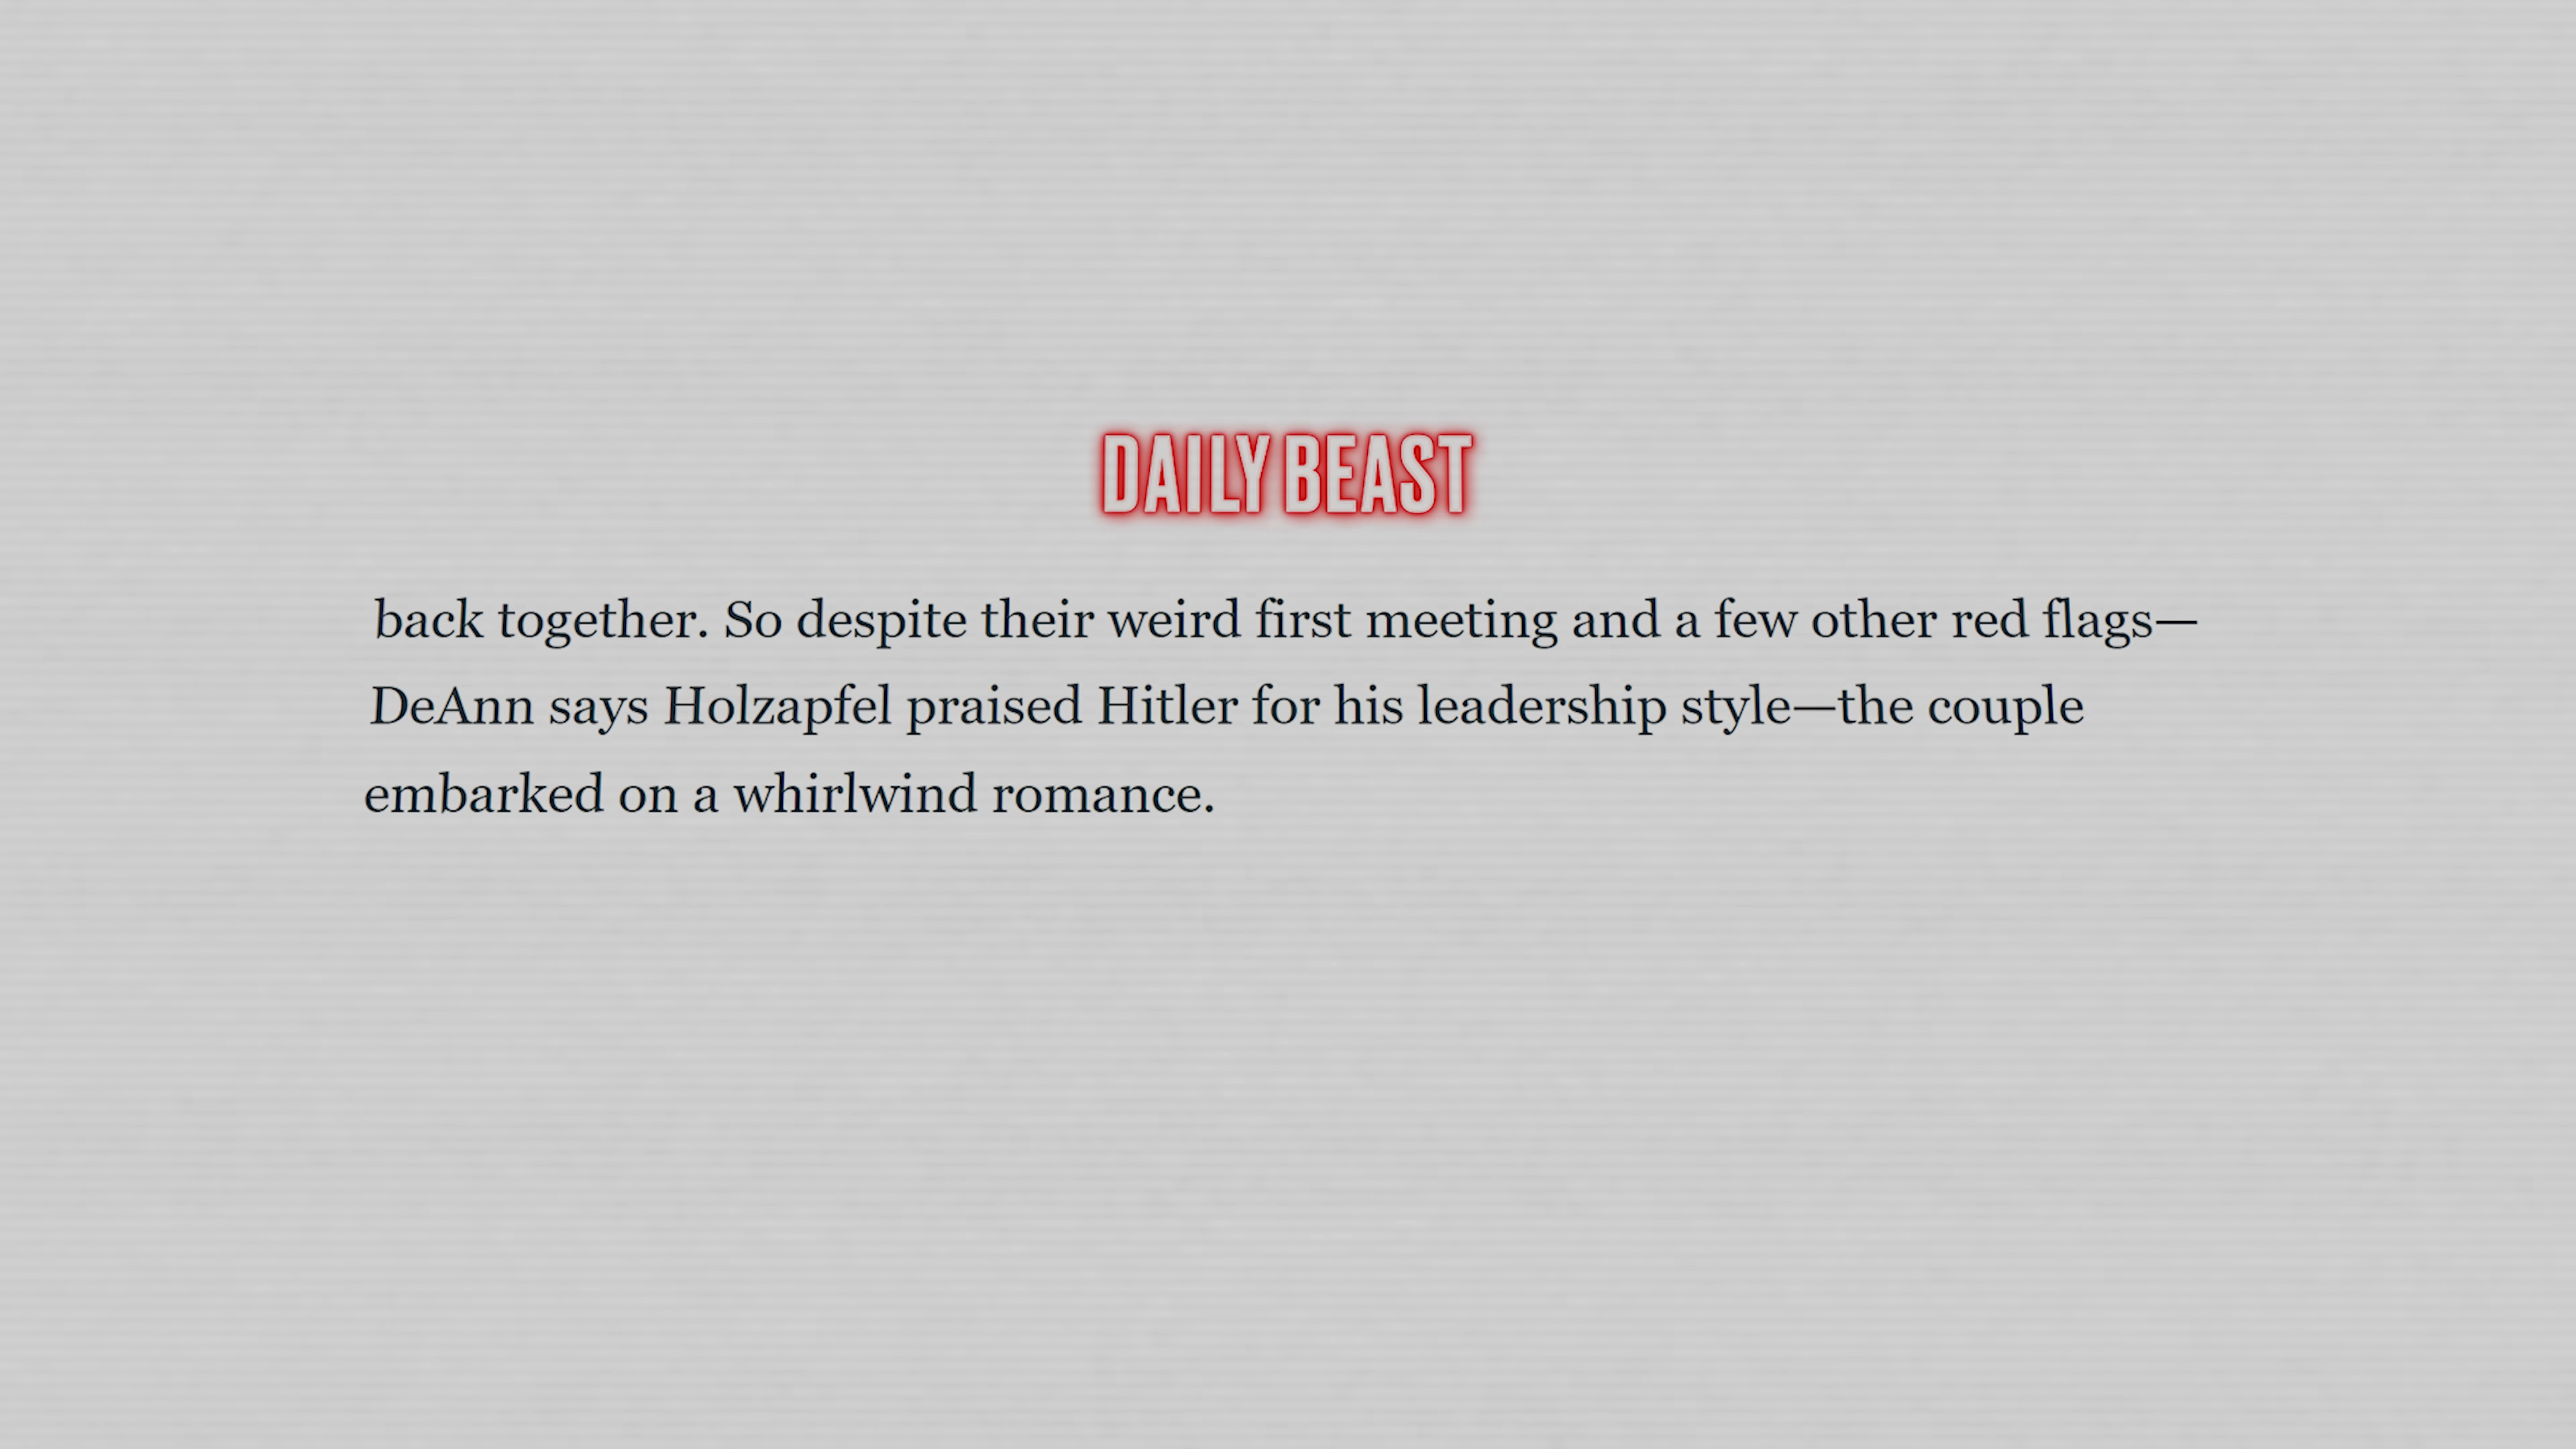 DAILY BEAST
back together. So despite their weird first meeting and a few other red flags—
DeAnn says Holzapfel praised Hitler for his leadership style—the couple
embarked on a whirlwind romance.